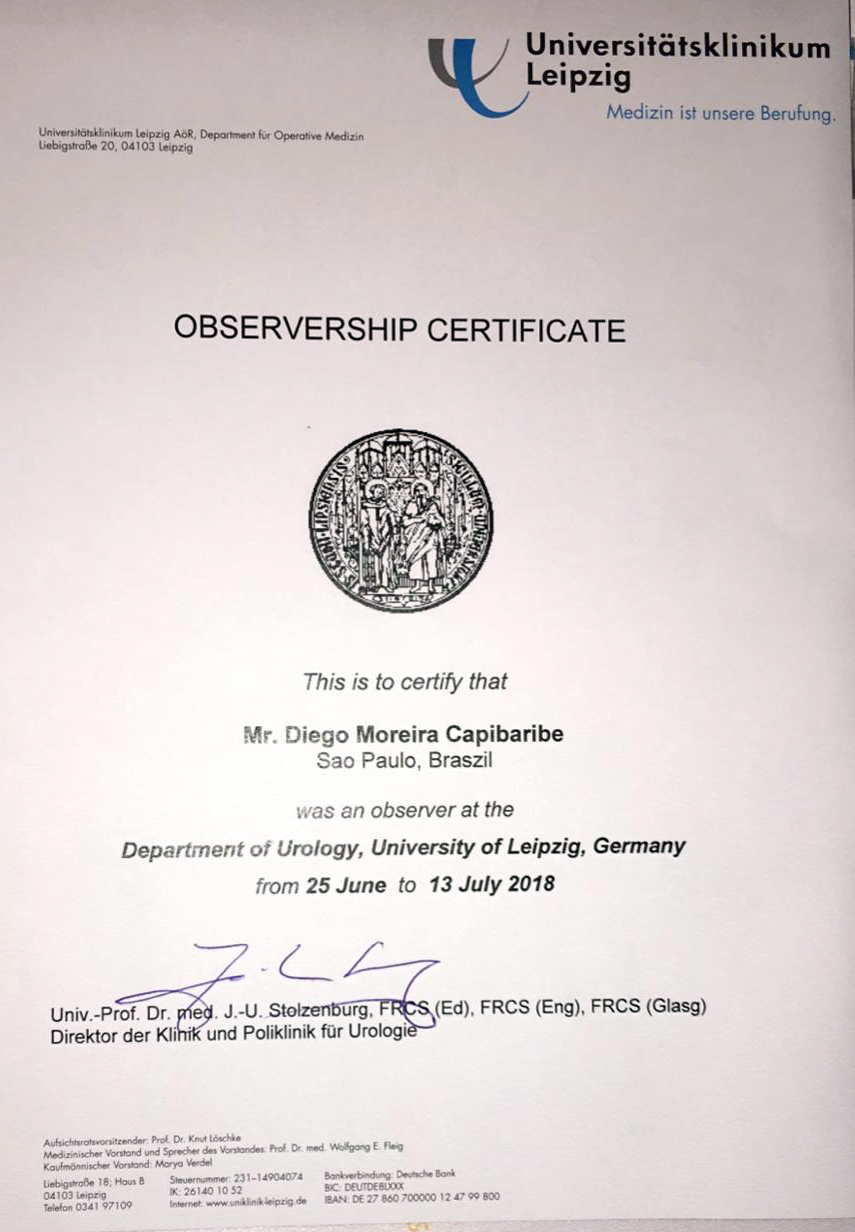 Universitätsklinikum
Leipzig
Medizin ist unsere Berufung.
Universitätsklinikum Leipzig AöR, Department für Operative Medizin
Liebigstraße 20, 04103 Leipzig
OBSERVERSHIP CERTIFICATE
This is to certify that
Mr. Diego Moreira Capibaribe
Sao Paulo, Braszil
was an observer at the
Department of Urology, University of Leipzig, Germany
from 25 June to 13 July 2018
Univ.-Prof. Dr. med. J.-U. Stolzenburg, FRCS (Ed), FRCS (Eng), FRCS (Glasg)
Direktor der Klinik und Poliklinik für Urologie
Aufsichtsratsvorsitzender: Prof. Dr. Knut Löschke
Medizinischer Vorstand und Sprecher des Vorstandes: Prof. Dr. med. Wolfgang E. Fleig
Kaufmännischer Vorstand: Marya Verdel
Liebigstraße 18; Haus B
04103 Leipzig
Telefon 0341 97109
Steuernummer: 231-14904074
IK: 26140 10 52
Internet: www.uniklinik-leipzig.de
Bankverbindung: Deutsche Bank
BIC: DEUTDE8LXXX
IBAN: DE 27 860 700000 12 47 99 800